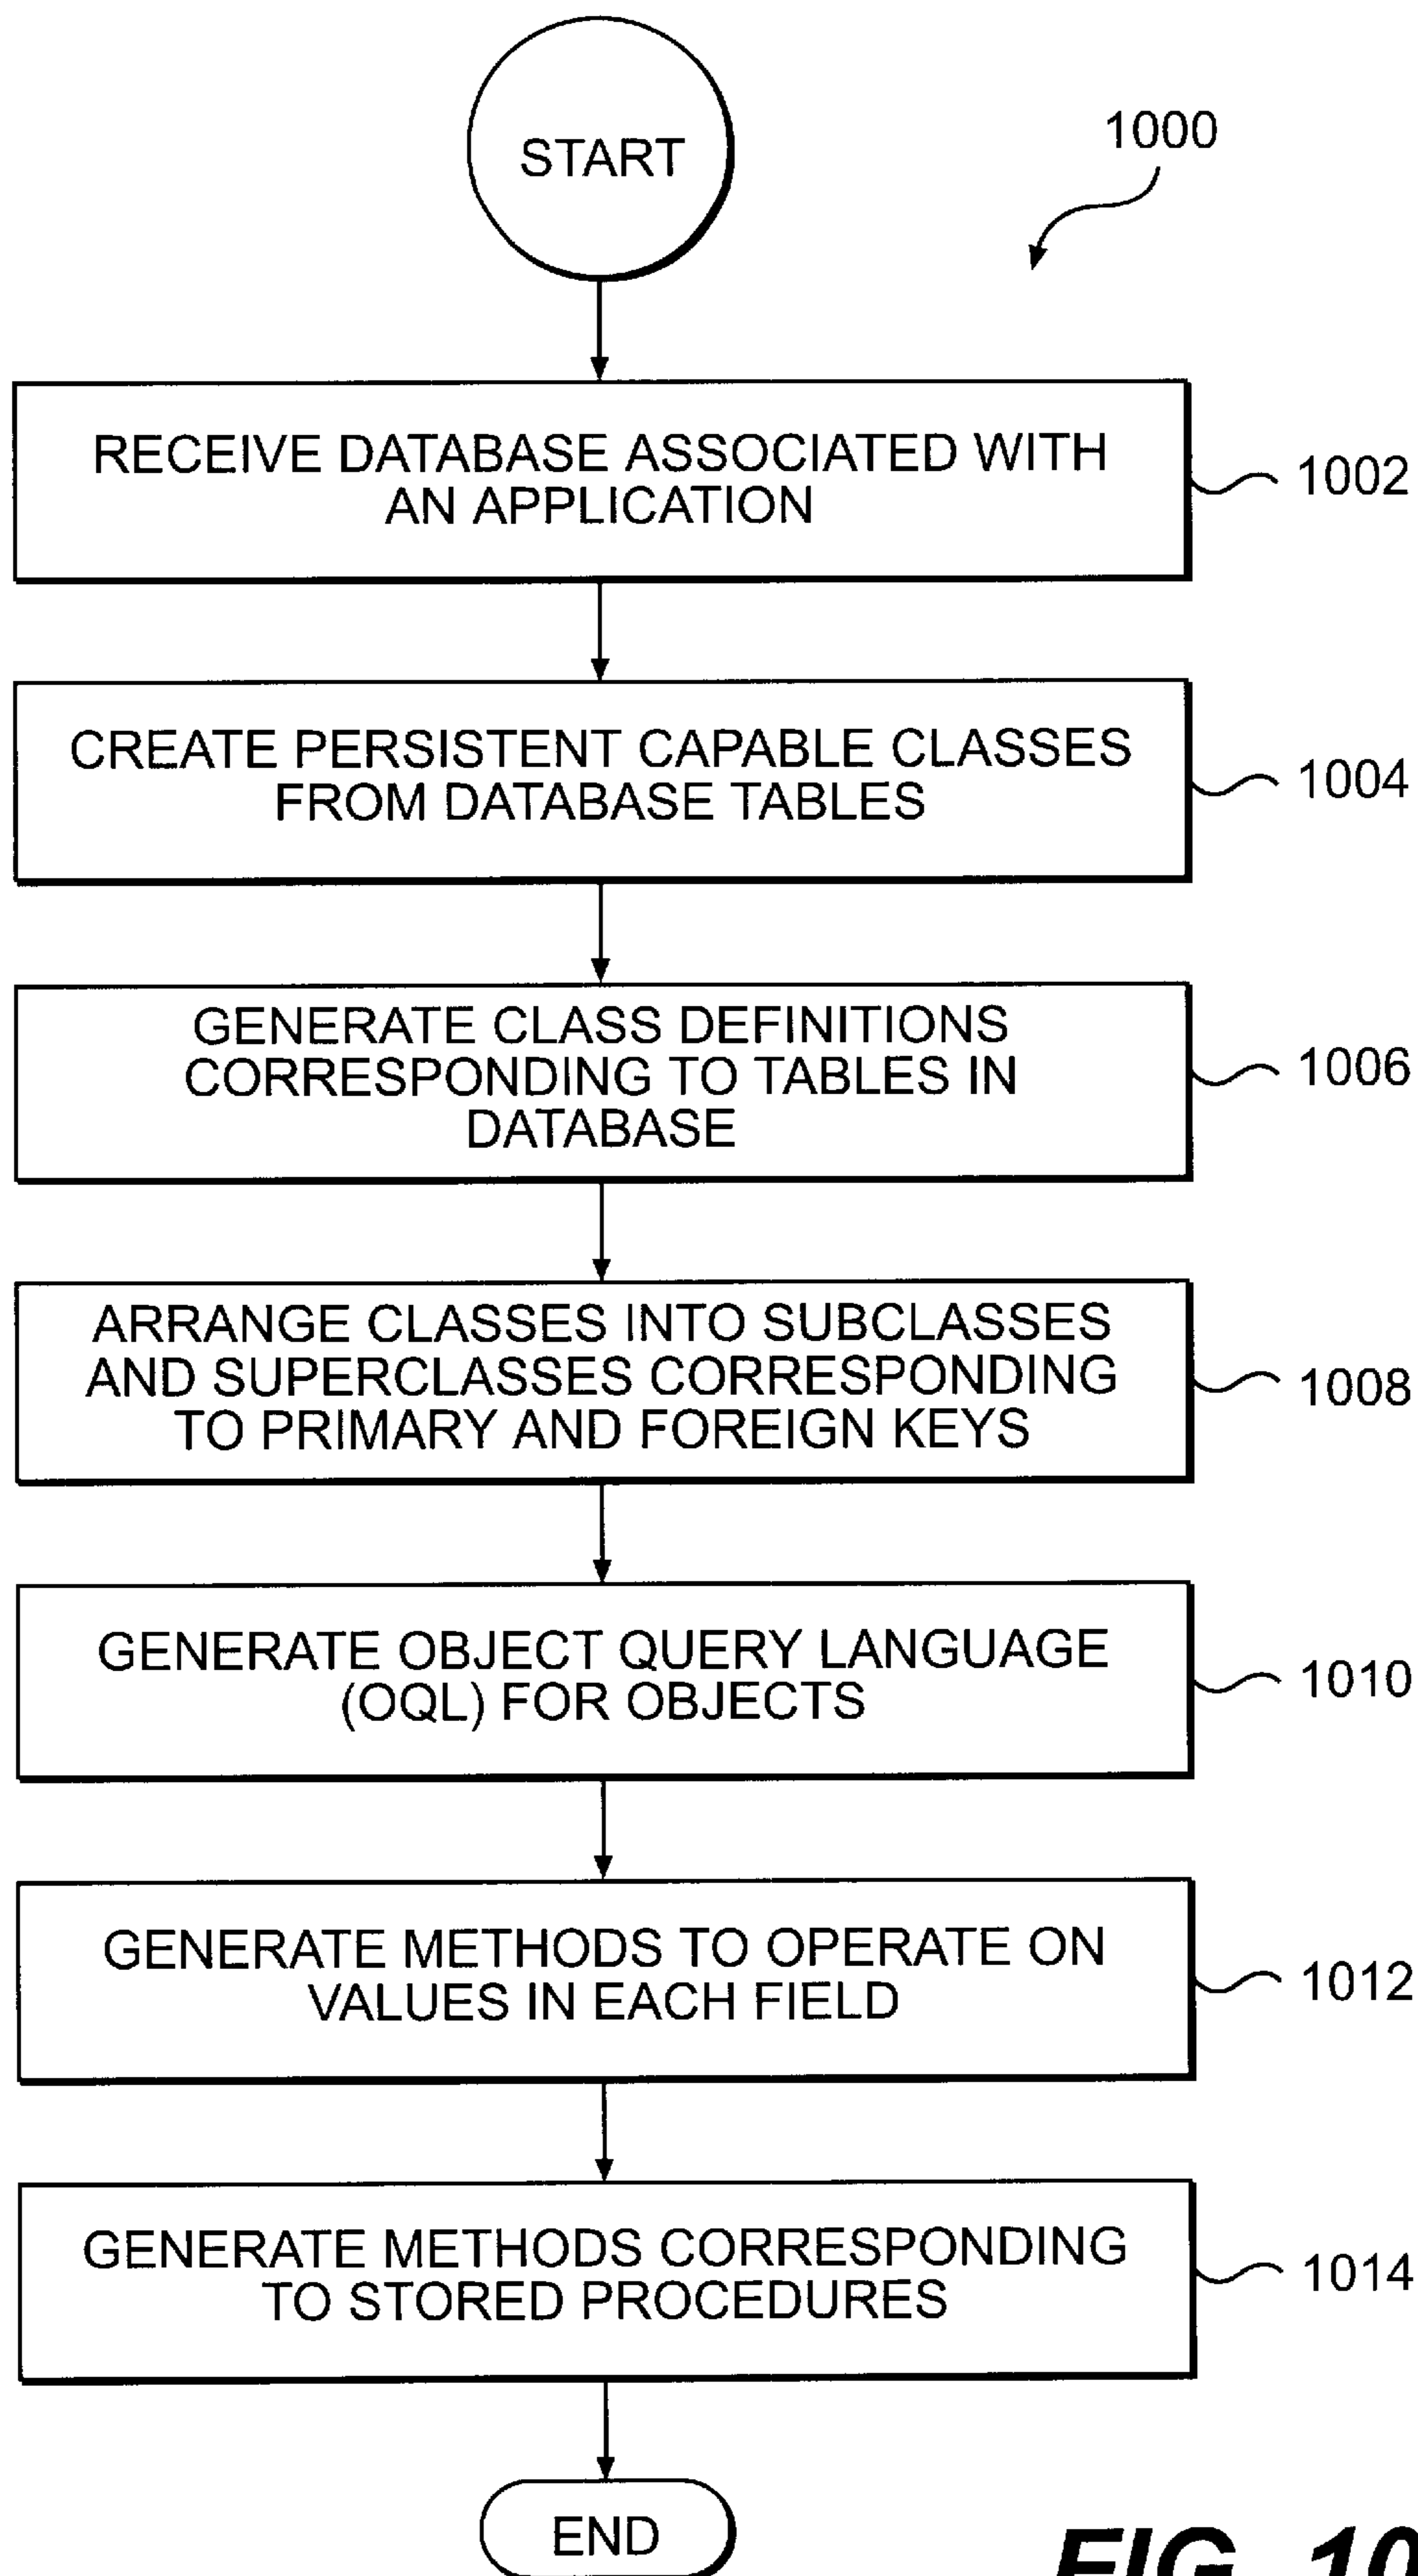 START
1000
RECEIVE DATABASE ASSOCIATED WITH
AN APPLICATION
1002
CREATE PERSISTENT CAPABLE CLASSES
FROM DATABASE TABLES
1004
GENERATE CLASS DEFINITIONS
CORRESPONDING TO TABLES IN
DATABASE
1006
ARRANGE CLASSES INTO SUBCLASSES
AND SUPERCLASSES CORRESPONDING
TO PRIMARY AND FOREIGN KEYS
1008
GENERATE OBJECT QUERY LANGUAGE
(OQL) FOR OBJECTS
1010
GENERATE METHODS TO OPERATE ON
VALUES IN EACH FIELD
1012
GENERATE METHODS CORRESPONDING
TO STORED PROCEDURES
1014
END
FIG. 10